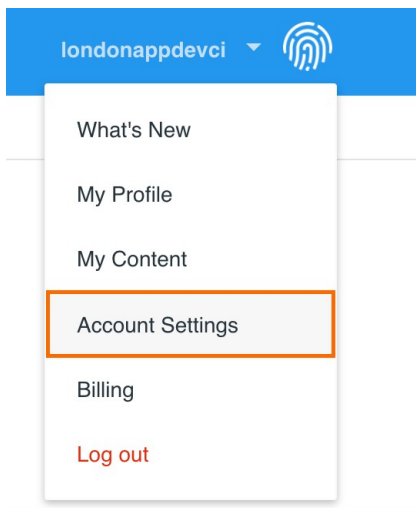 londonappdevci
What's New
My Profile
My Content
Account Settings
Billing
Log out